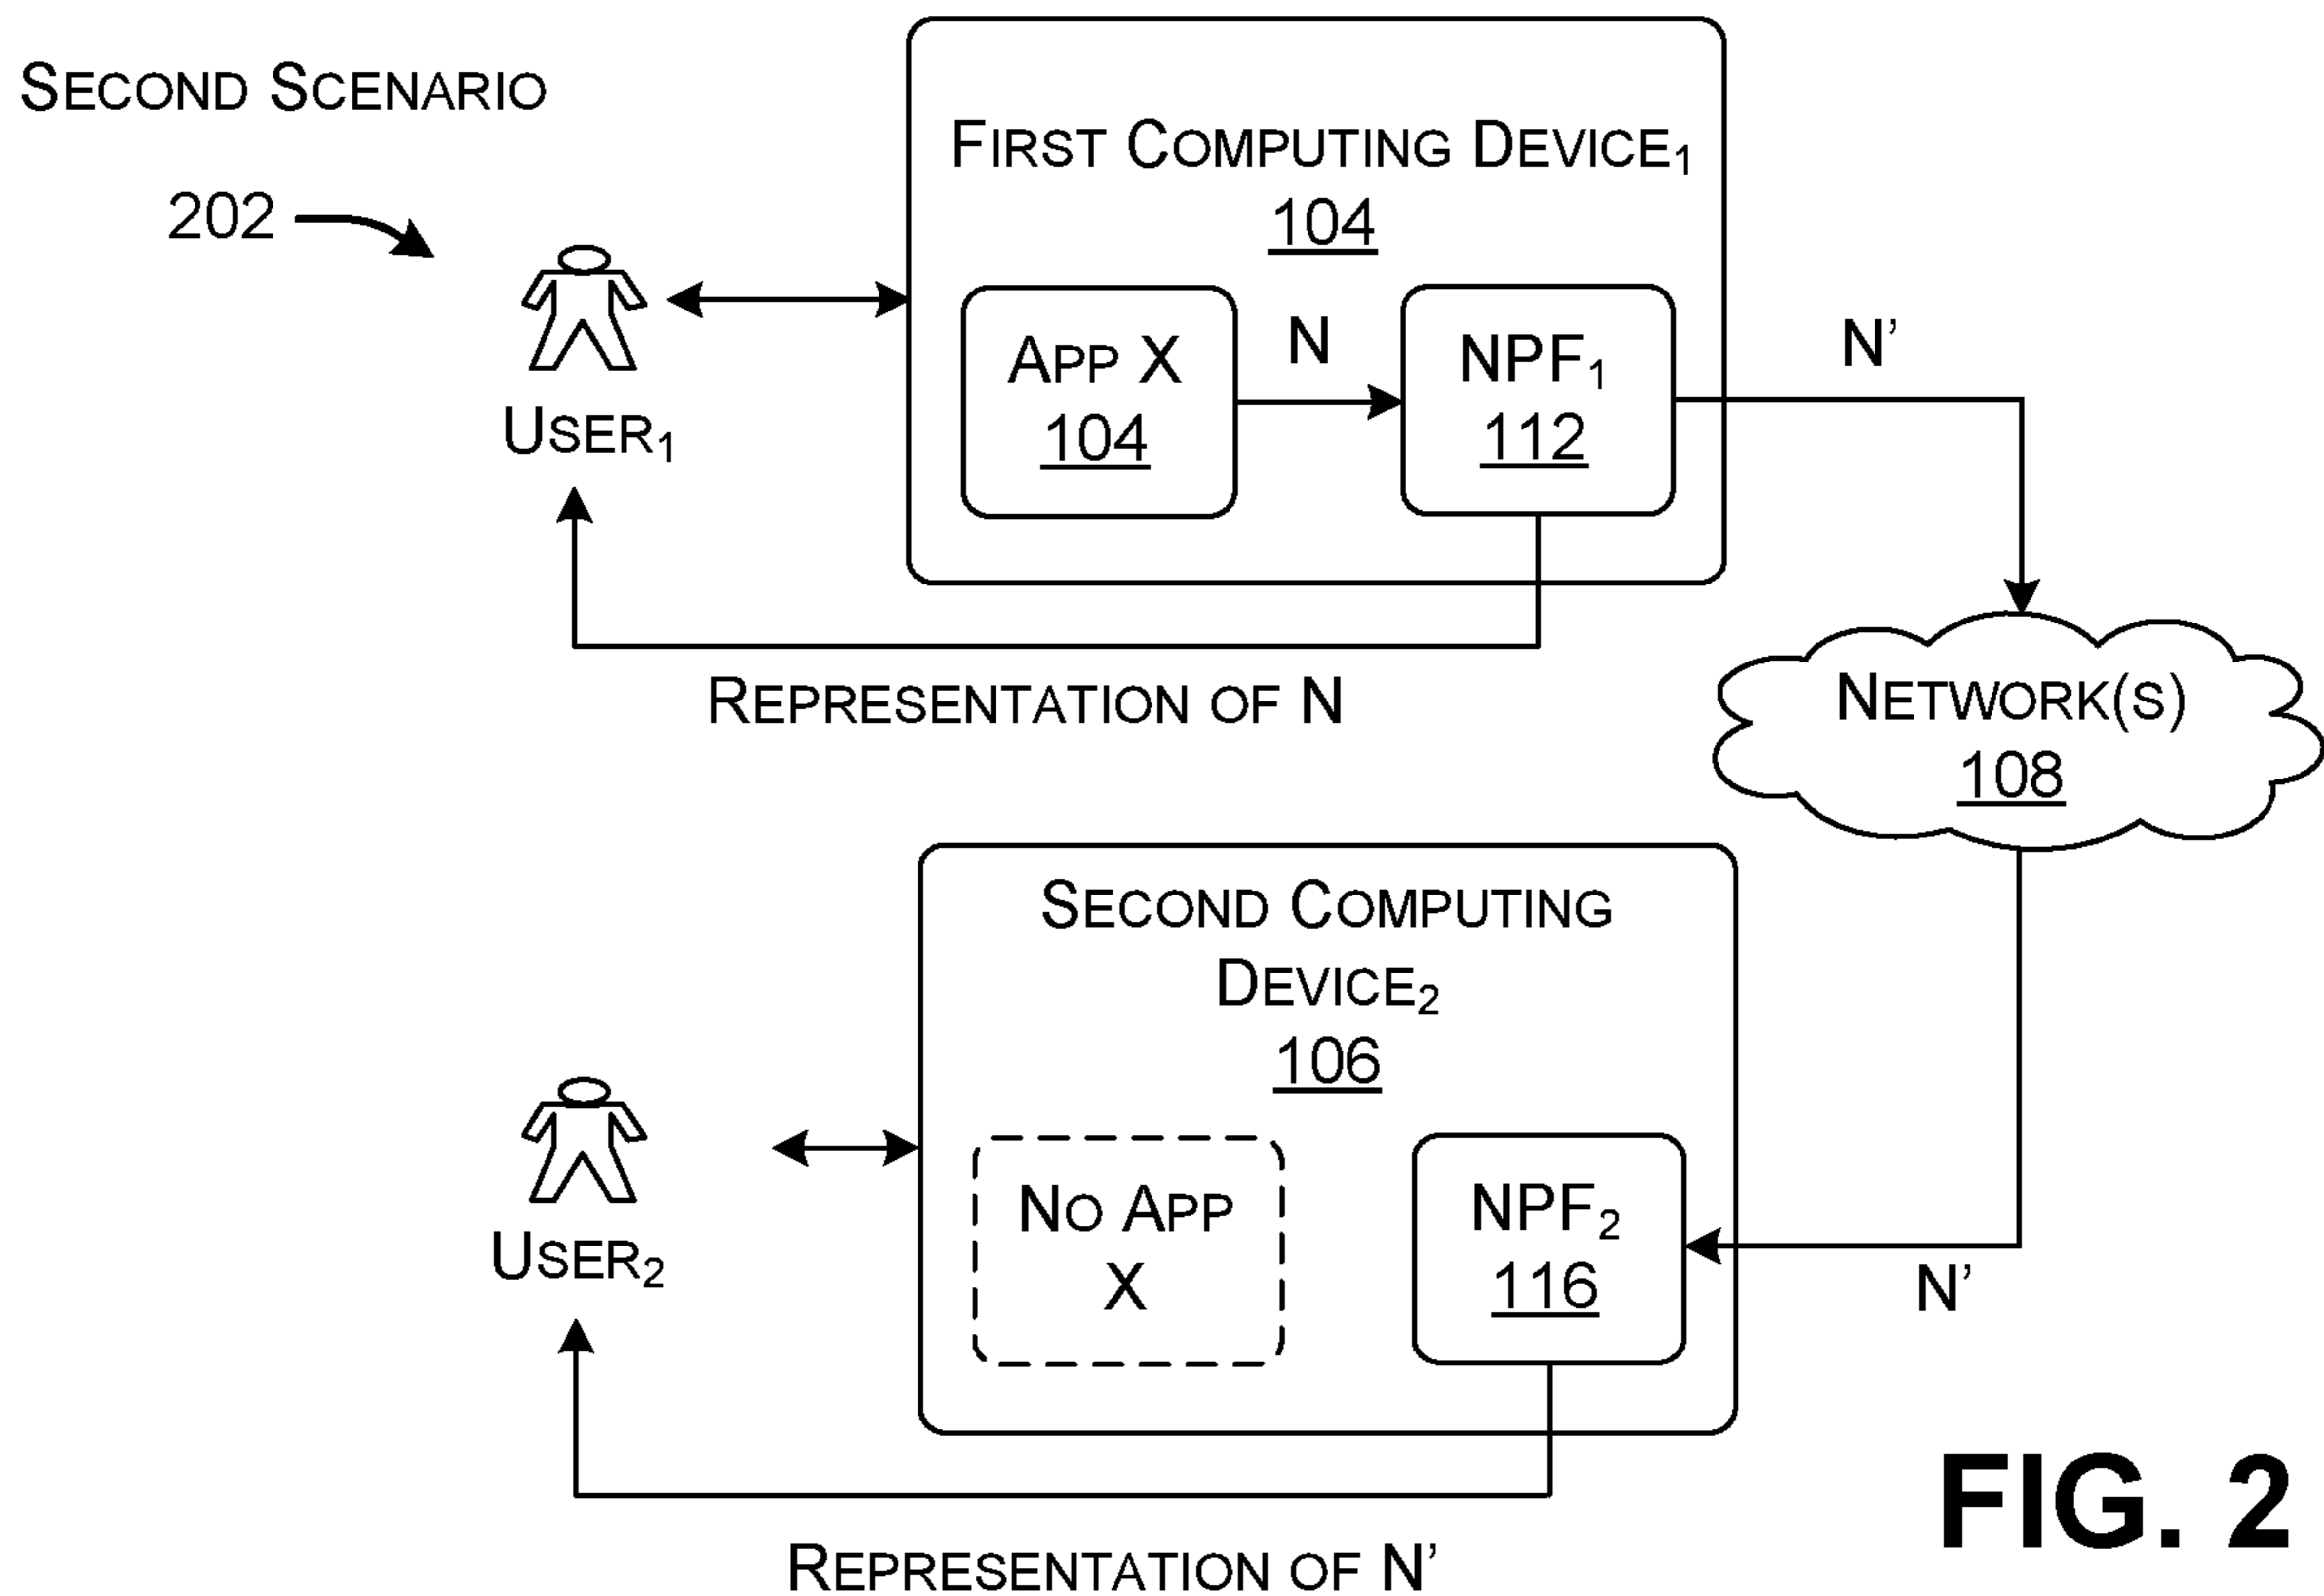 SECOND SCENARIO
202
FIRST COMPUTING DEVICE1
104
APP X
104
N
NPF1
112
N’
USER1
REPRESENTATION OF N
NETWORK(S)
108
SECOND COMPUTING
DEVICE2
106
NO APP
X
NPF2
116
N’
USER2
REPRESENTATION OF N’
FIG. 2